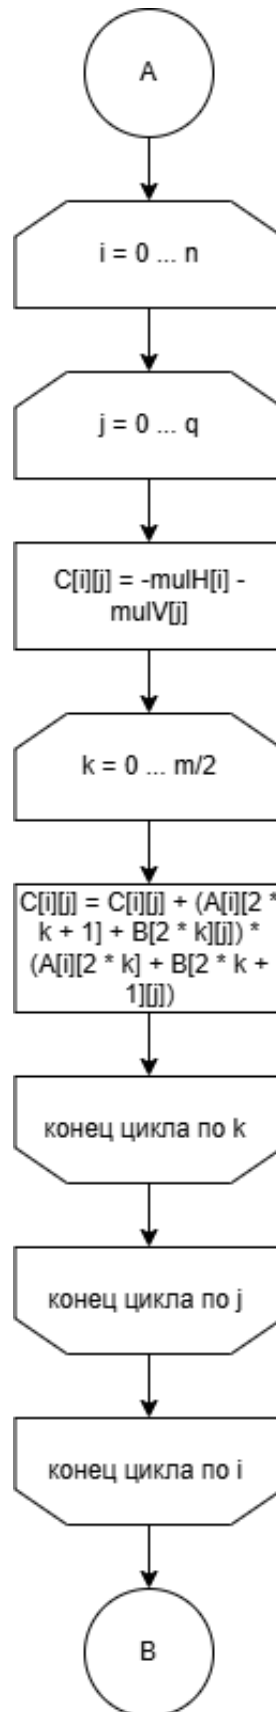 A
i = 0 ... n
j = 0 ... q
C[i][j] = -mulH[i] -
mulV[j]
k = 0 ... m/2
C[i][j] = C[i][j] + (A[i][2 *
k + 1] + B[2 * k][j]) *
(A[i][2 * k] + B[2 * k +
1][j])
конец цикла по k
конец цикла по j
конец цикла по i
B